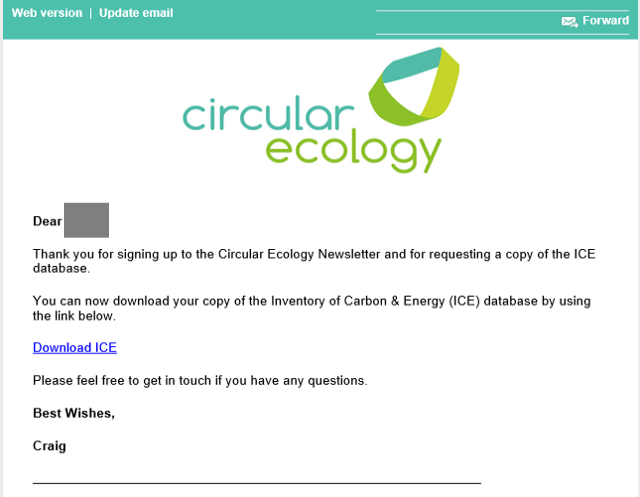 Web version | Update email
Forward
circular
ecology
Dear
Thank you for signing up to the Circular Ecology Newsletter and for requesting a copy of the ICE
database.
You can now download your copy of the Inventory of Carbon & Energy (ICE) database by using
the link below.
Download ICE
Please feel free to get in touch if you have any questions.
Best Wishes,
Craig